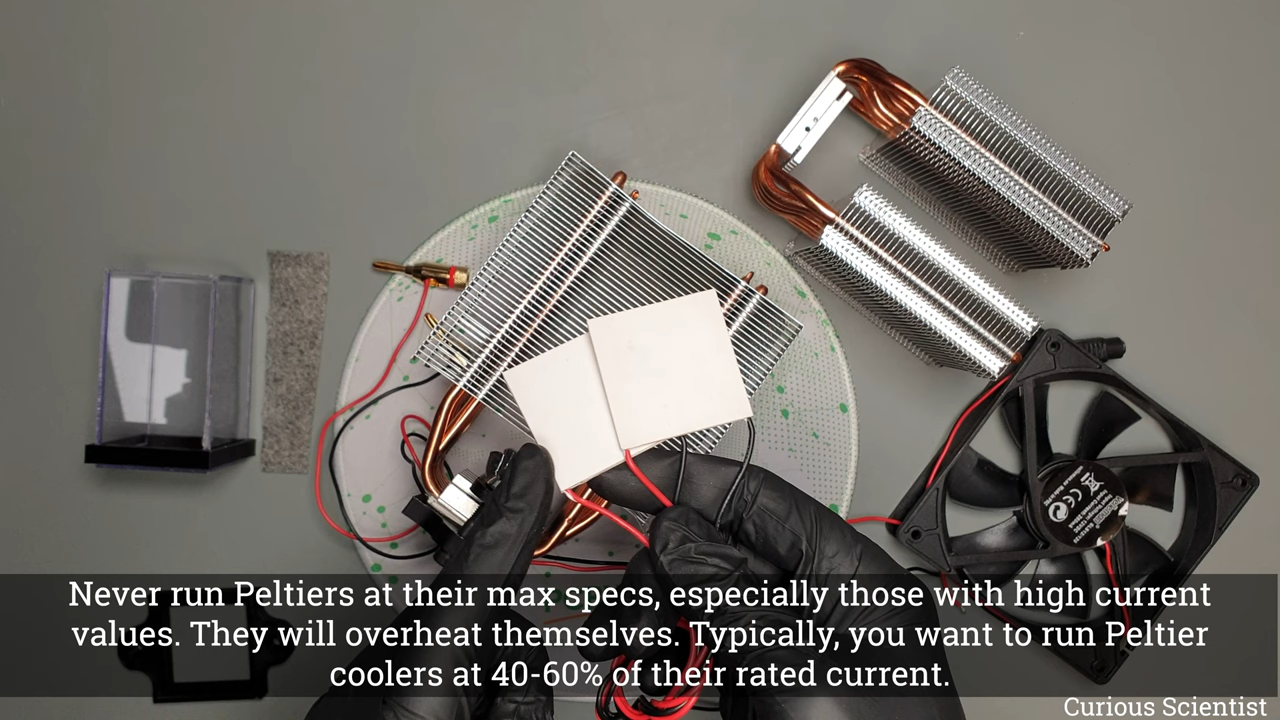 Never run Peltiers at their max specs, especially those with high current
values. They will overheat themselves. Typically, you want to run Peltier
coolers at 40-60% of their rated current.
Curious Scientist